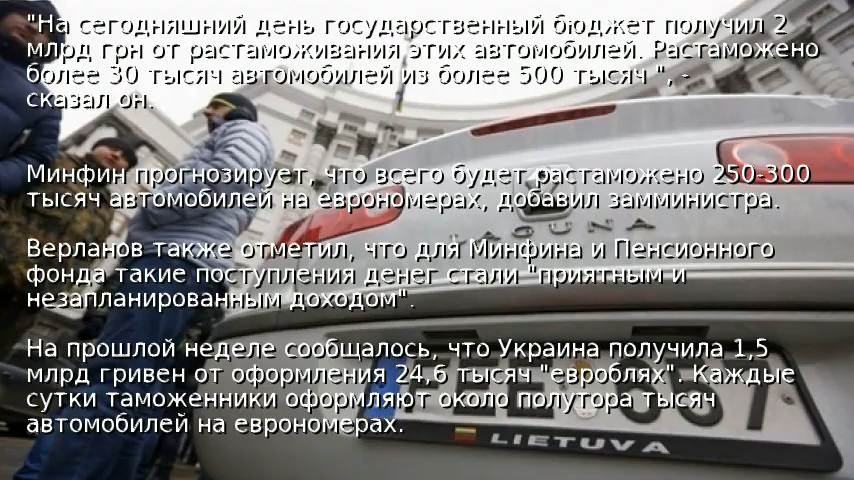 "На сегодняшний день государственный бюджет получил 2
млрд грн от растаможивания этих автомобилей. Растаможено
более 30 тысяч автомобилей из более 500 тысяч ", -
сказал он.
Минфин прогнозирует, что всего будет растаможено 250-300
тысяч автомобилей на еврономерах, добавил замминистра.
LAGUNA
Верланов также отметил, что для Минфина и Пенсионного
фонда такие поступления денег стали "приятным и
незапланированным доходом".
На прошлой неделе сообщалось, что Украина получила 1,5
млрд гривен от оформления 24,6 тысяч "евроблях". Каждые
сутки таможенники оформляют около полутора тысяч
автомобилей на еврономерах.
LIETUVA